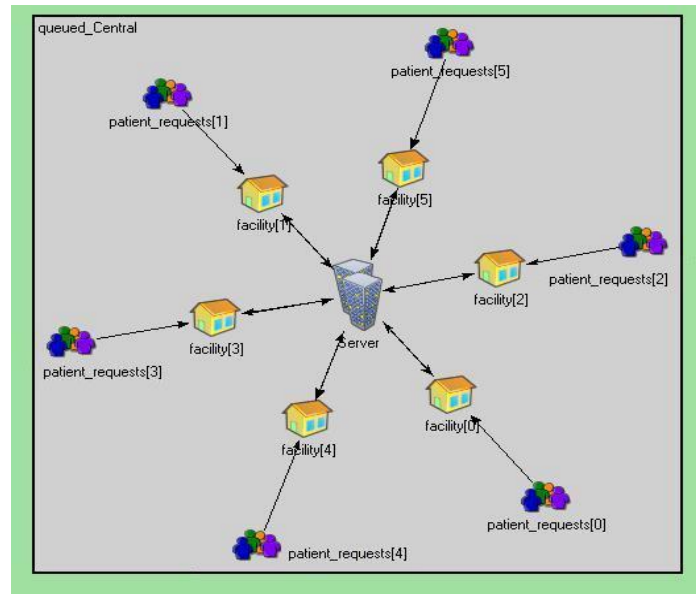 queued_Central
patient_requests[5]
patient_requests[1]
facility[5]
facility[1]
patient_requests[2]
facility[2]
Server
facility[3]
patient_requests[3]
facility[0]
facility[4]
patient_requests[0]
patient_requests[4]